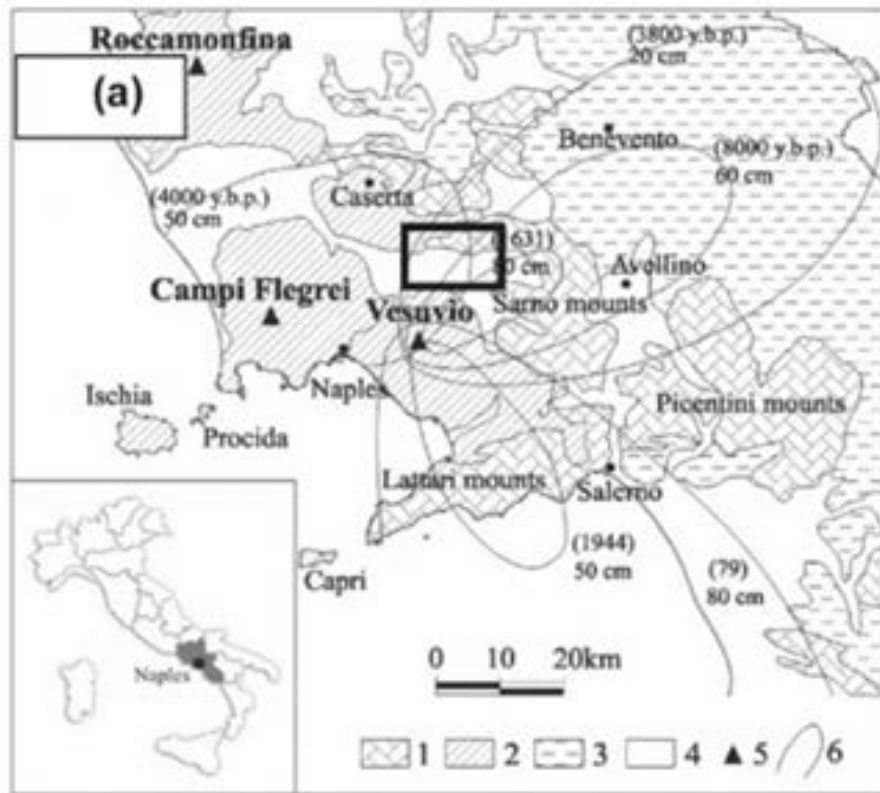 Roccamonfina
(a)
(3800 y.b.p.)
20 cm
Benevento
(8000 y.b.p.)
60 cm
(4000 y.b.p.)
50 cm
Caserta
631)
Avellino
Sarno mounts
Campi Flegrei
Vesuvio
Naples
Ischia
Procida
Picentini mounts
Lattari mounts
Salerno
Capri
(1944)
50 cm
(79)
80 cm
Naples
0 10 20km
1 2 3 4 5 6